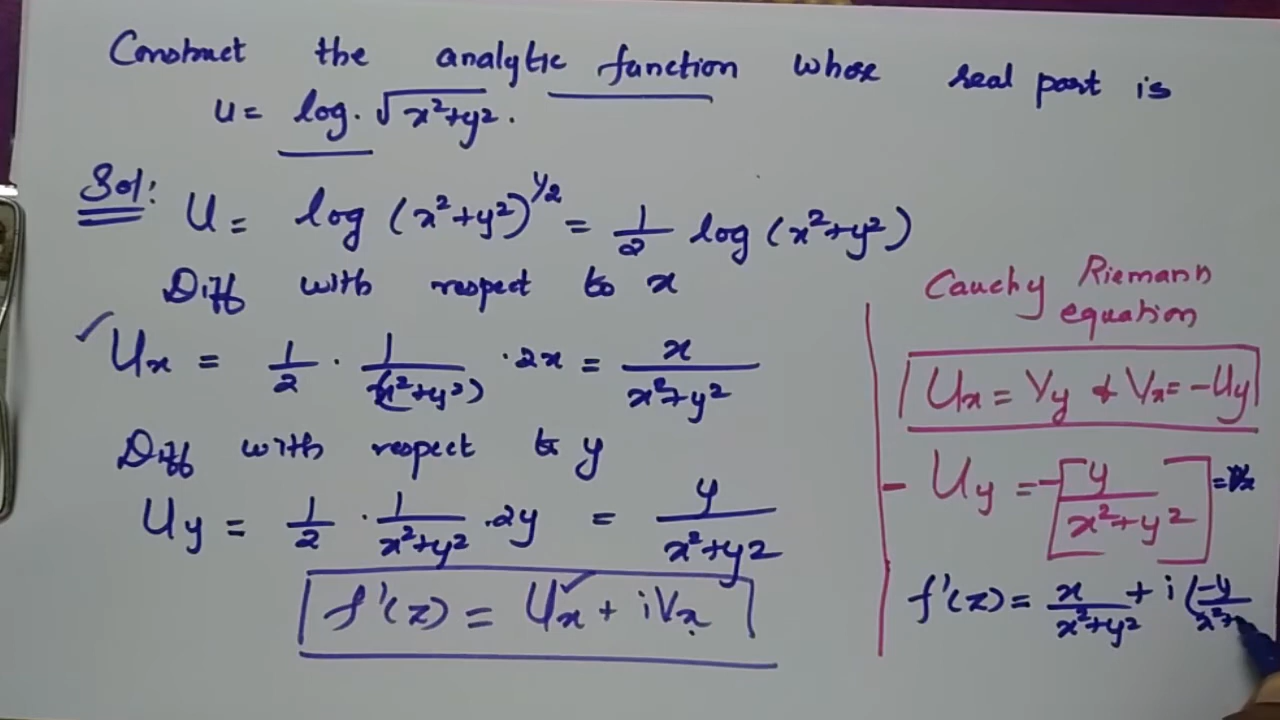 Construct the analytic function whose real part is
u = log. √x²+y².
Sol:
U = log (x²+y²)^1/2 = 1/2 log (x²+y²)
Diff with respect to x
✓ Ux = 1/2 · 1/(x²+y²) · 2x = x/x²+y²
Diff with respect to y
Uy = 1/2 · 1/x²+y² · 2y = y/x²+y²
f'(z) = Ux + iVx
Cauchy Riemann
equation
Ux = Vy & Vx = -Uy
- Uy = -[y/x²+y²] = Vx
f'(z) = x/x²+y² + i (-y/x²+